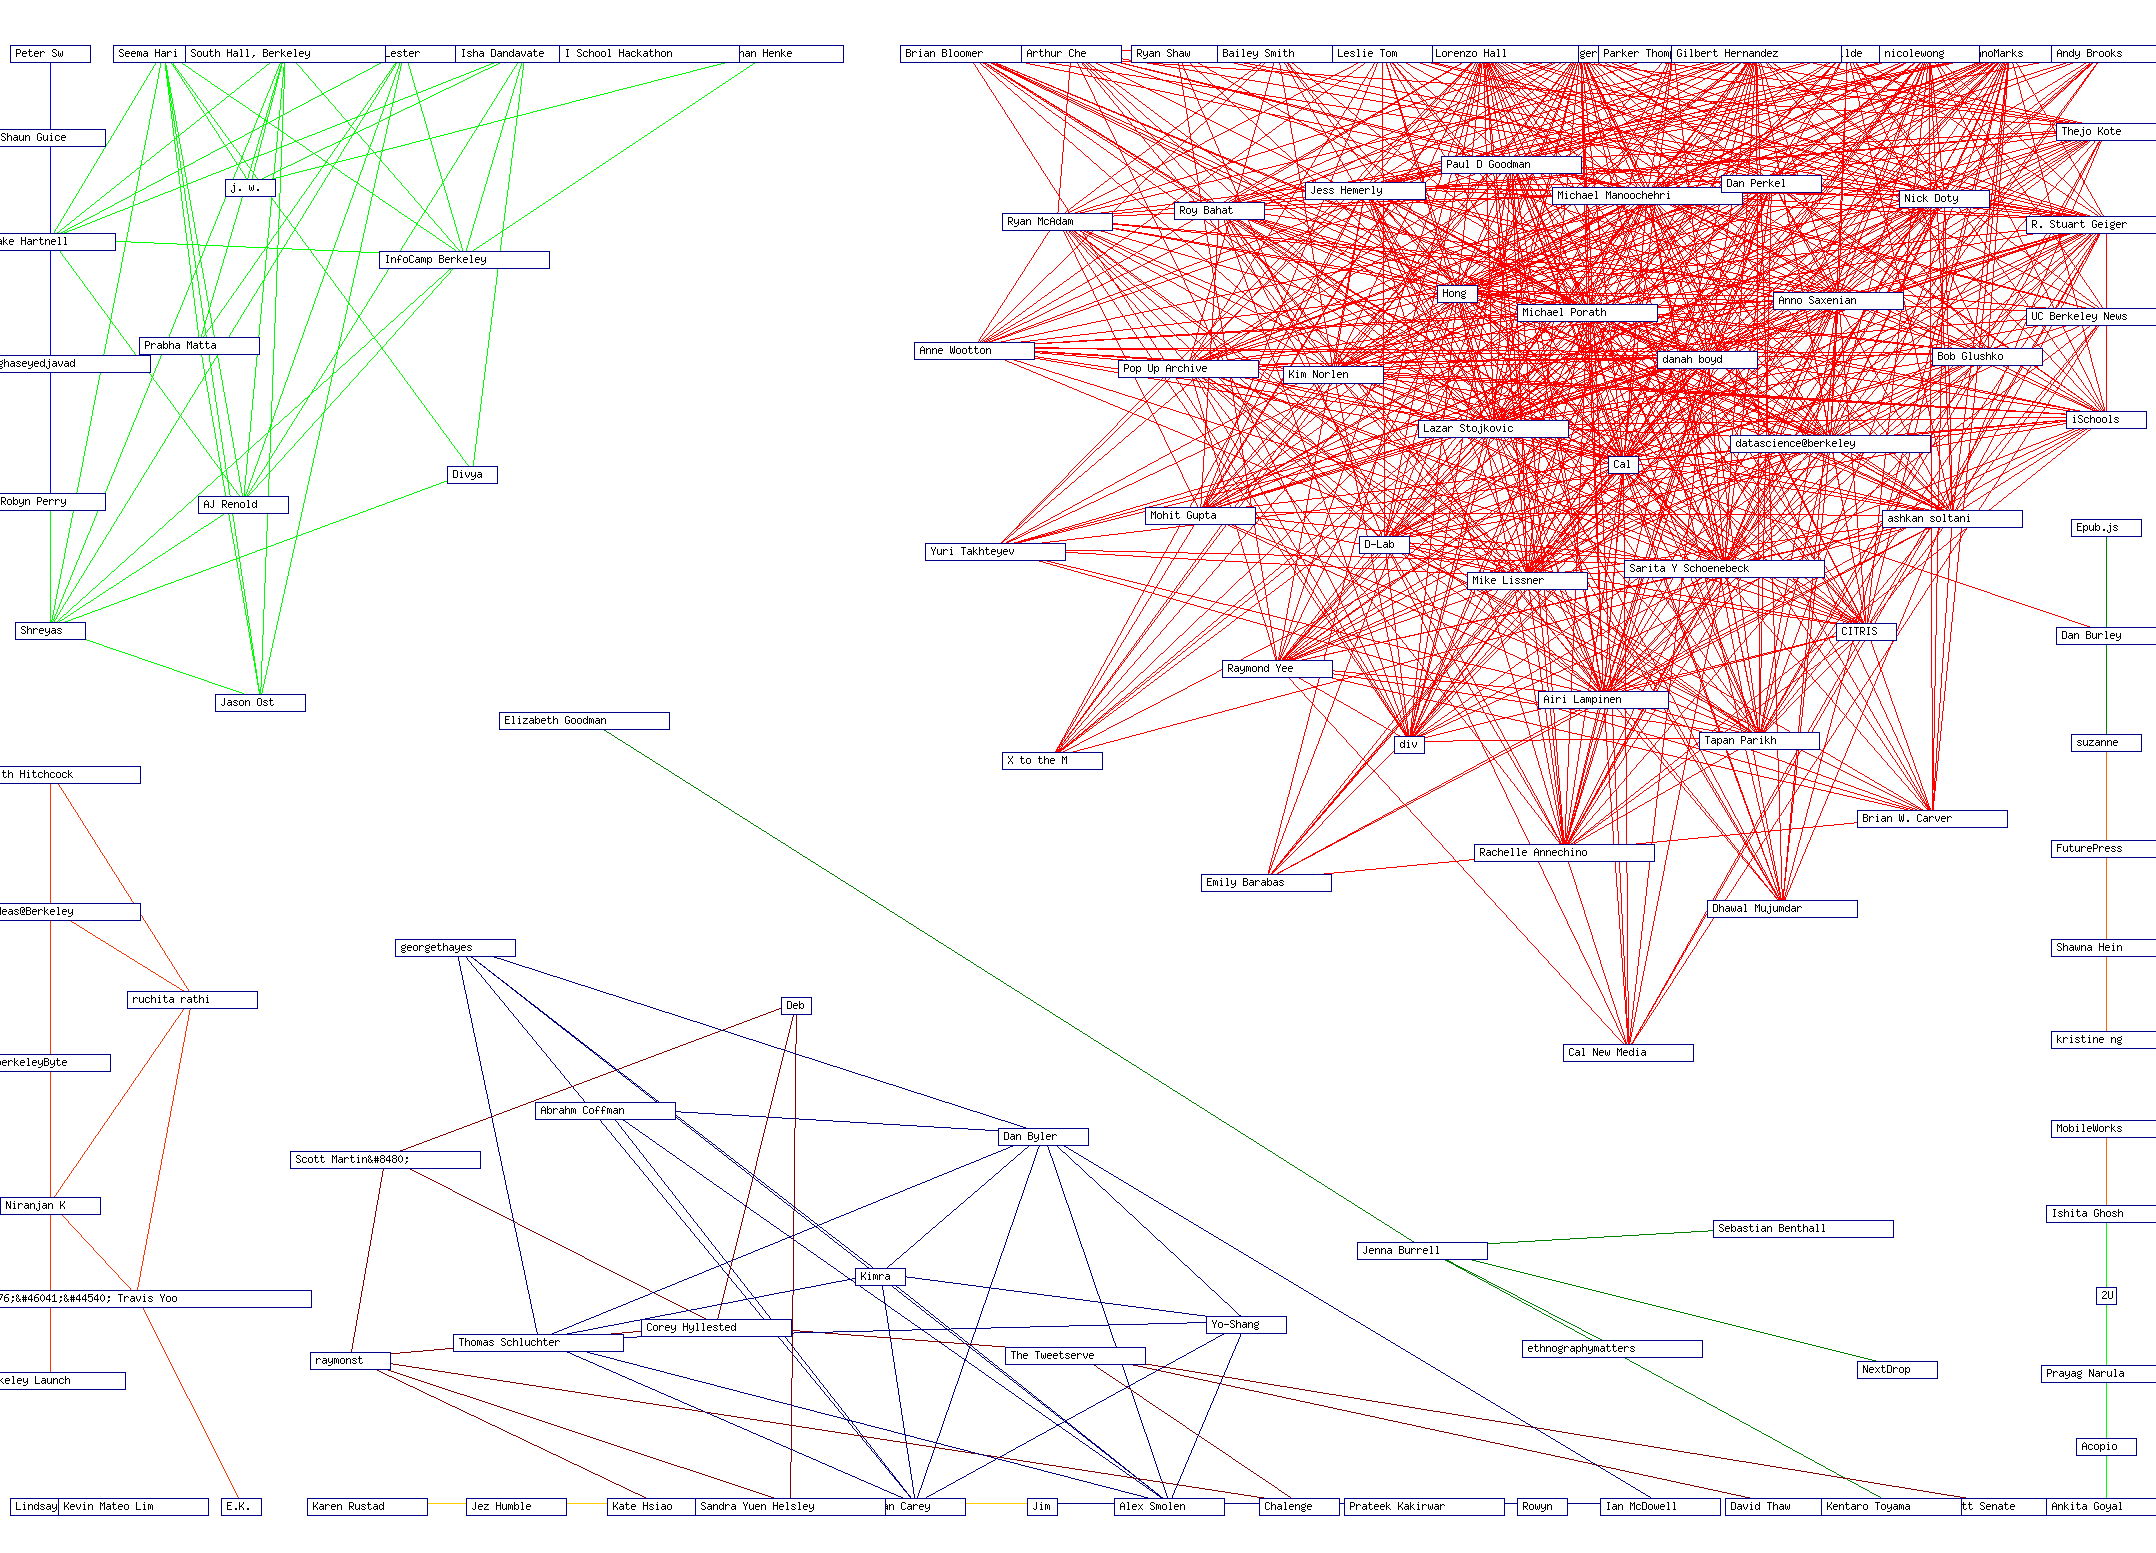 Peter Sw
Seema Hari
South Hall, Berkeley
Lester
Isha Dandavate
I School Hackathon
nan Henke
Brian Bloomer
Arthur Che
Ryan Shaw
Bailey Smith
Leslie Tom
Lorenzo Hall
ger
Parker Thom
Gilbert Hernandez
lde
nicolewong
noMarks
Andy Brooks
Shaun Guice
Thejo Kote
Paul D Goodman
j. w.
Jess Hemerly
Michael Manoochehri
Dan Perkel
Nick Doty
Roy Bahat
Ryan McAdam
R. Stuart Geiger
ake Hartnell
InfoCamp Berkeley
Hong
Anno Saxenian
Michael Porath
UC Berkeley News
Prabha Matta
Anne Wootton
ghaseyedjavad
Pop Up Archive
Kim Norlen
danah boyd
Bob Glushko
iSchools
Lazar Stojkovic
datascience@berkeley
Cal
Divya
Robyn Perry
AJ Renold
Mohit Gupta
ashkan soltani
Epub.js
Yuri Takhteyev
D-Lab
Mike Lissner
Sarita Y Schoenebeck
Shreyas
CITRIS
Dan Burley
Raymond Yee
Jason Ost
Airi Lampinen
Elizabeth Goodman
div
Tapan Parikh
suzanne
X to the M
th Hitchcock
Brian W. Carver
FuturePress
Rachelle Annechino
Emily Barabas
deas@Berkeley
Dhawal Mujumdar
georgethayes
Shawna Hein
ruchita rathi
Deb
kristine ng
Cal New Media
erkeleyByte
Abrahm Coffman
Dan Byler
MobileWorks
Scott Martin&#8480;
Niranjan K
Ishita Ghosh
Sebastian Benthall
Jenna Burrell
Kimra
76;&#46041;&#44540; Travis Yoo
2U
Corey Hyllested
Yo-Shang
Thomas Schluchter
The Tweetserve
ethnographymatters
raymonst
NextDrop
Prayag Narula
keley Launch
Acopio
Lindsay
Kevin Mateo Lim
E.K.
Karen Rustad
Jez Humble
Kate Hsiao
Sandra Yuen Helsley
an Carey
Jim
Alex Smolen
Chalenge
Prateek Kakirwar
Rowyn
Ian McDowell
David Thaw
Kentaro Toyama
tt Senate
Ankita Goyal